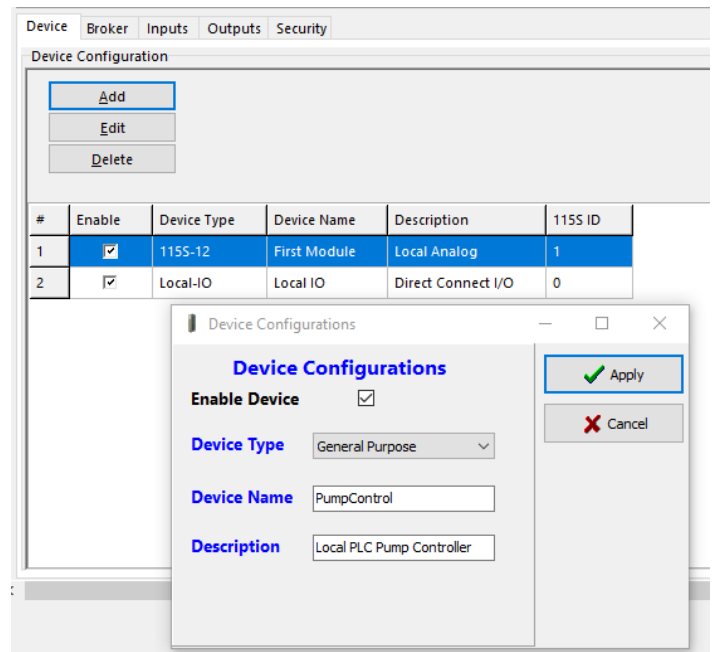 Device Broker Inputs Outputs Security
Device Configuration
Add
Edit
Delete
# Enable Device Type Device Name Description 115S ID
1 115S-12 First Module Local Analog 1
2 Local-IO Local IO Direct Connect I/O 0
Device Configurations
Device Configurations
Enable Device
Apply
Cancel
Device Type General Purpose
Device Name PumpControl
Description Local PLC Pump Controller